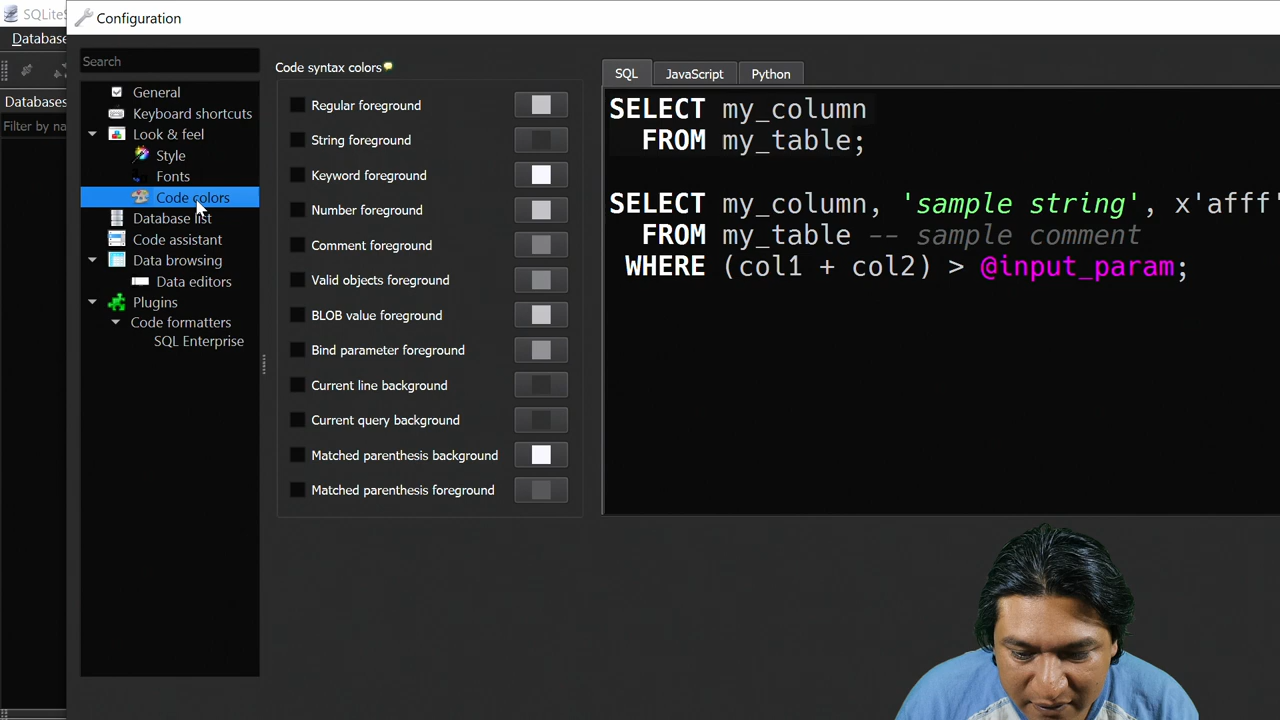 SQLiteS
Configuration
Database
Databases
Filter by na
Search
General
Keyboard shortcuts
Look & feel
Style
Fonts
Code colors
Database list
Code assistant
Data browsing
Data editors
Plugins
Code formatters
SQL Enterprise
Code syntax colors
Regular foreground
String foreground
Keyword foreground
Number foreground
Comment foreground
Valid objects foreground
BLOB value foreground
Bind parameter foreground
Current line background
Current query background
Matched parenthesis background
Matched parenthesis foreground
SQL JavaScript Python
SELECT my_column
FROM my_table;
SELECT my_column, 'sample string', x'afff'
FROM my_table -- sample comment
WHERE (col1 + col2) > @input_param;